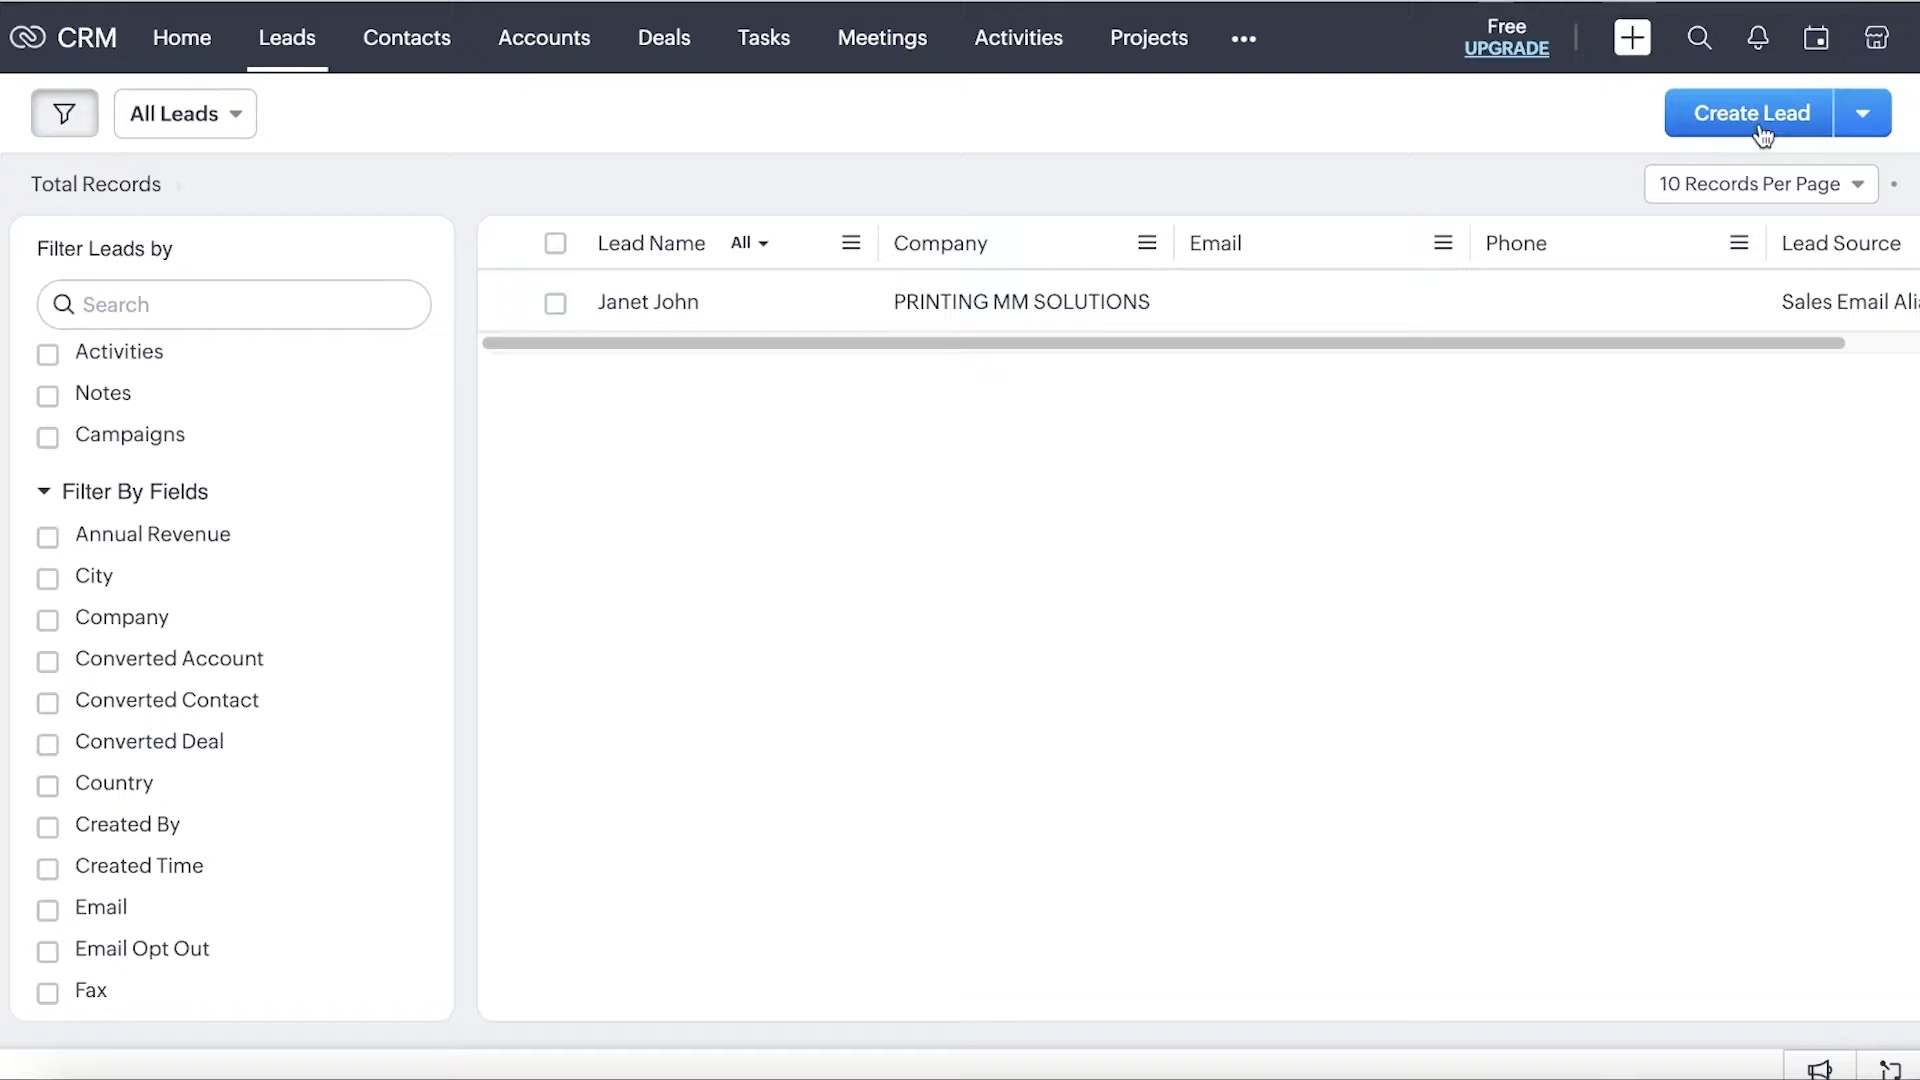 CRM Home Leads Contacts Accounts Deals Tasks Meetings Activities Projects ••• Free
UPGRADE
All Leads Create Lead
Total Records 10 Records Per Page
Filter Leads by
Search
Activities
Notes
Campaigns
Filter By Fields
Annual Revenue
City
Company
Converted Account
Converted Contact
Converted Deal
Country
Created By
Created Time
Email
Email Opt Out
Fax
Lead Name All Company Email Phone Lead Source
Janet John PRINTING MM SOLUTIONS Sales Email Ali